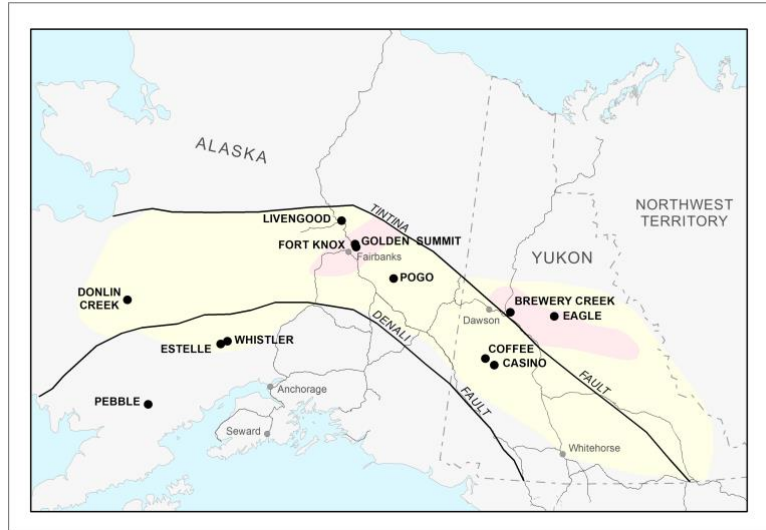 ALASKA
NORTHWEST
TERRITORY
TINTINA
LIVENGOOD
GOLDEN SUMMIT
FORT KNOX
Fairbanks
YUKON
POGO
DONLIN
CREEK
BREWERY CREEK
Dawson
EAGLE
DENALI
WHISTLER
ESTELLE
COFFEE
CASINO
FAULT
FAULT
Anchorage
PEBBLE
Seward
Whitehorse